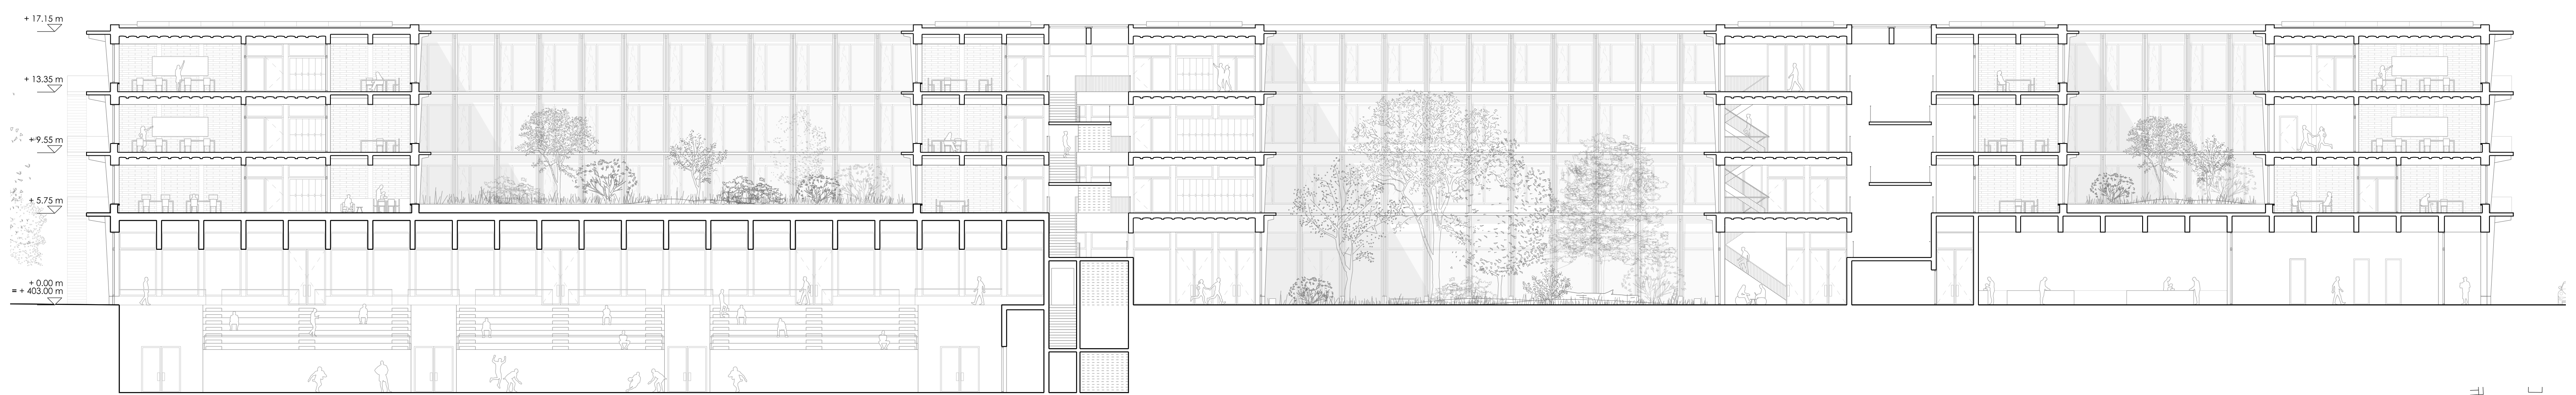 + 17.15 m
+ 13.35 m
+ 9.55 m
+ 5.75 m
+ 0.00 m
= + 403.00 m